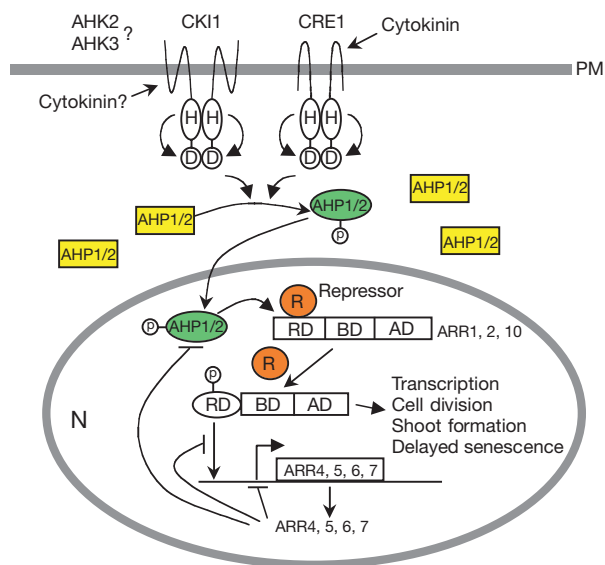 AHK2
AHK3 ?
CKI1
CRE1
Cytokinin
PM
Cytokinin?
H H
D D
H H
D D
AHP1/2
AHP1/2
AHP1/2
P
AHP1/2
AHP1/2
R Repressor
P AHP1/2
RD BD AD ARR1, 2, 10
R
P
RD BD AD
Transcription
Cell division
Shoot formation
Delayed senescence
N
ARR4, 5, 6, 7
ARR4, 5, 6, 7